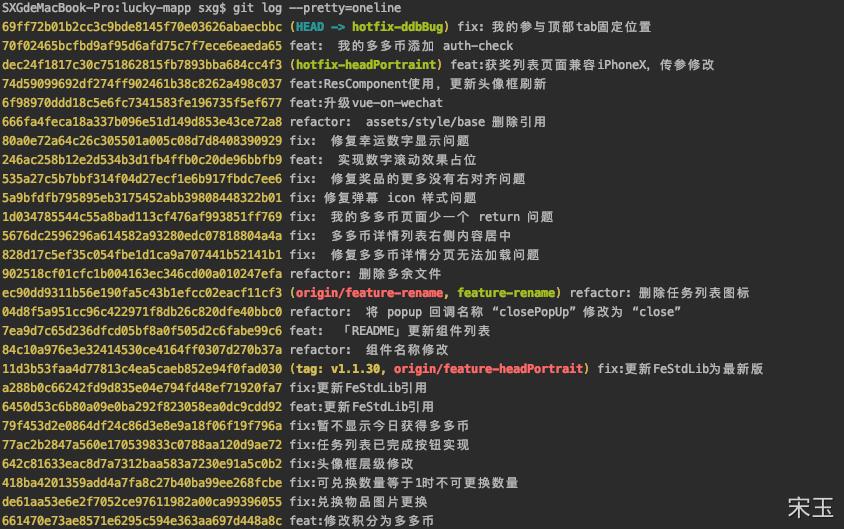 SXGdeMacBook-Pro:lucky-mapp sxg$ git log --pretty=oneline
69ff72b01b2cc3c9bde8145f70e03626abaecbbc (HEAD -> hotfix-ddbBug) fix: 我的参与顶部tab固定位置
70f02465bcfbd9af95d6afd75c7f7ece6eaeda65 feat: 我的多多币添加 auth-check
dec24f1817c30c751862815fb7893bba684cc4f3 (hotfix-headPortraint) feat:获奖列表页面兼容iPhoneX, 传参修改
74d59099692df274ff902461b38c8262a498c037 feat:ResComponent使用, 更新头像框刷新
6f98970ddd18c5e6fc7341583fe196735f5ef677 feat:升级vue-on-wechat
666fa4feca18a337b096e51d149d853e43ce72a8 refactor: assets/style/base 删除引用
80a0e72a64c26c305501a005c08d7d8408390929 fix: 修复幸运数字显示问题
246ac258b12e2d534b3d1fb4ffb0c20de96bbfb9 feat: 实现数字滚动效果占位
535a27c5b7bbf314f04d27ecf1e6b917fbdc7ee6 fix: 修复奖品的更多没有右对齐问题
5a9bfdfb795895eb3175452abb39808448322b01 fix: 修复弹幕 icon 样式问题
1d034785544c55a8bad113cf476af993851ff769 fix: 我的多多币页面少一个 return 问题
5676dc2596296a614582a93280edc07818804a4a fix: 多多币详情列表右侧内容居中
828d17c5ef35c054fbe1d1ca9a707441b52141b1 fix: 修复多多币详情分页无法加载问题
902518cf01cfc1b004163ec346cd00a010247efa refactor: 删除多余文件
ec90dd9311b56e190fa5c43b1efcc02eacf11cf3 (origin/feature-rename, feature-rename) refactor: 删除任务列表图标
04d8f5a951cc96c422971f8db26c820dfe40bbc0 refactor: 将 popup 回调名称 “closePopUp” 修改为 “close”
7ea9d7c65d236dfcd05bf8a0f505d2c6fabe99c6 feat: 「README」更新组件列表
84c10a976e3e32414530ce4164ff0307d270b37a refactor: 组件名称修改
11d3b53faa4d77813c4ea5caeb852e94f0fad030 (tag: v1.1.30, origin/feature-headPortrait) fix:更新FeStdLib为最新版
a288b0c66242fd9d835e04e794fd48ef71920fa7 fix:更新FeStdLib引用
6450d53c6b80a09e0ba292f823058ea0dc9cdd92 feat:更新FeStdLib引用
79f453d2e0864df24c86d3e8e9a18f06f19f796a fix:暂不显示今日获得多多币
77ac2b2847a560e170539833c0788aa120d9ae72 fix:任务列表已完成按钮实现
642c81633eac8d7a7312baa583a7230e91a5c0b2 fix:头像框层级修改
418ba4201359add4a7fa8c27b40ba99ee268fcbe fix:可兑换数量等于1时不可更换数量
de61aa53e6e2f7052ce97611982a00ca99396055 fix:兑换物品图片更换
661470e73ae8571e6295c594e363aa697d448a8c feat:修改积分为多多币
宋玉